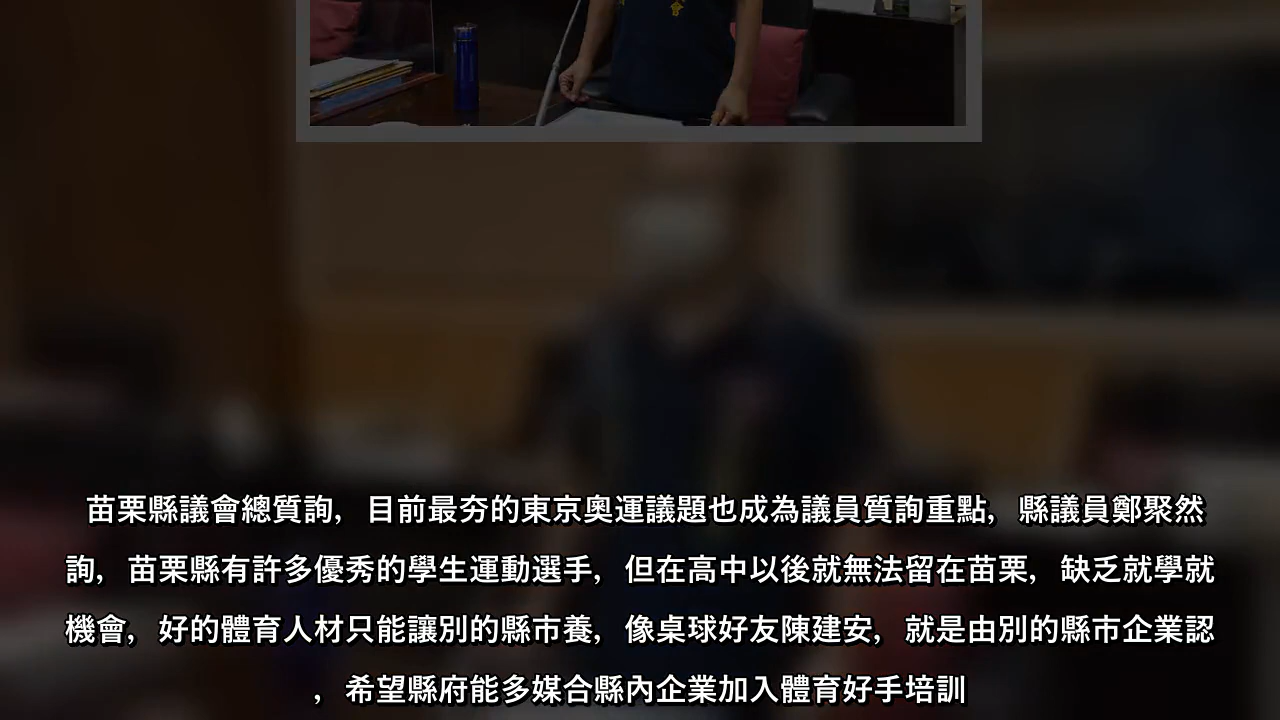 苗栗縣議會總質詢，目前最夯的東京奧運議題也成為議員質詢重點，縣議員鄭聚然
詢，苗栗縣有許多優秀的學生運動選手，但在高中以後就無法留在苗栗，缺乏就學就
機會，好的體育人材只能讓別的縣市養，像桌球好友陳建安，就是由別的縣市企業認
，希望縣府能多媒合縣內企業加入體育好手培訓